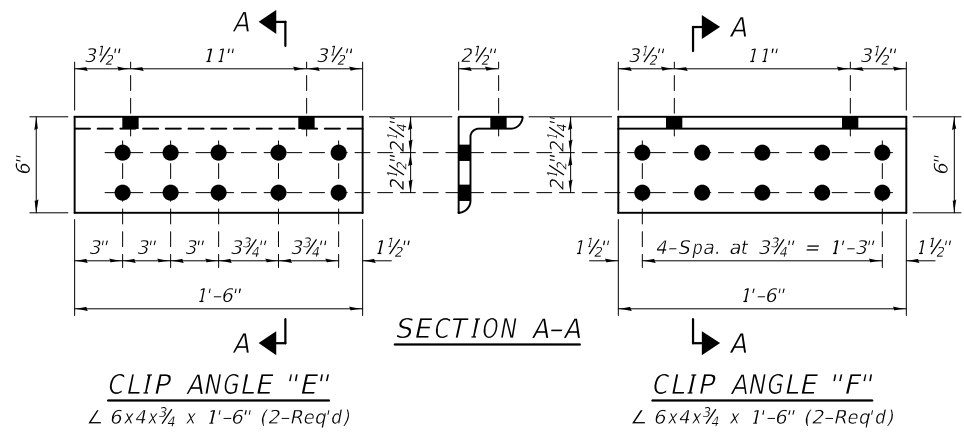 A A
3½" 11" 3½" 2½" 3½" 11" 3½"
6" 2¼" 2½" 2¼" 2½" 6"
3" 3" 3" 3¾" 3¾" 1½" 1½" 4-Spa. at 3¾" = 1'-3" 1½"
1'-6" 1'-6"
A SECTION A-A A
CLIP ANGLE "E" CLIP ANGLE "F"
∠ 6x4x¾ x 1'-6" (2-Req'd) ∠ 6x4x¾ x 1'-6" (2-Req'd)